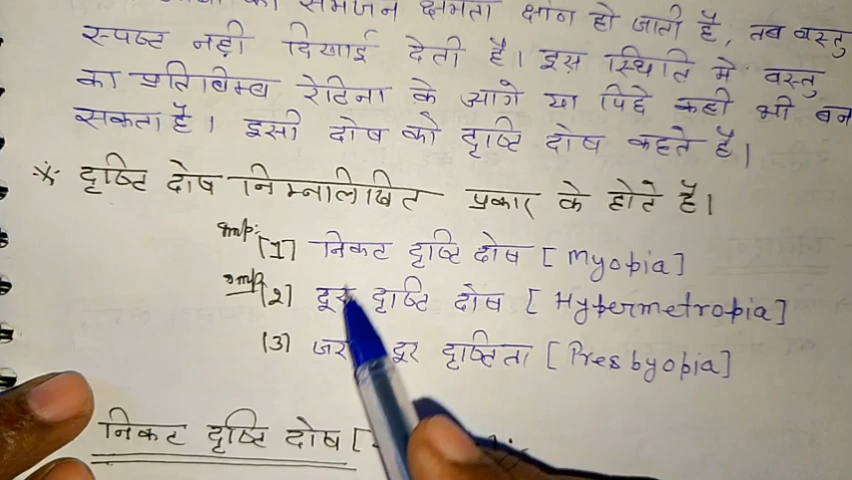 की समंजन क्षमता क्षीण हो जाती है, तब वस्तु
स्पष्ट नही दिखाई देती है। इस स्थिति मे वस्तु
का प्रतिबिम्ब रेटिना के आगे या पिछे कही भी बन
सकता है। इसी दोष को दृष्टि दोष कहते है।
* दृष्टि दोष निम्नलिखित प्रकार के होते है।
Imp: [1] निकट दृष्टि दोष [Myopia]
Imp [2] दूर दृष्टि दोष [Hypermetropia]
[3] जरा दूर दृष्टिता [Presbyopia]
निकट दृष्टि दोष [